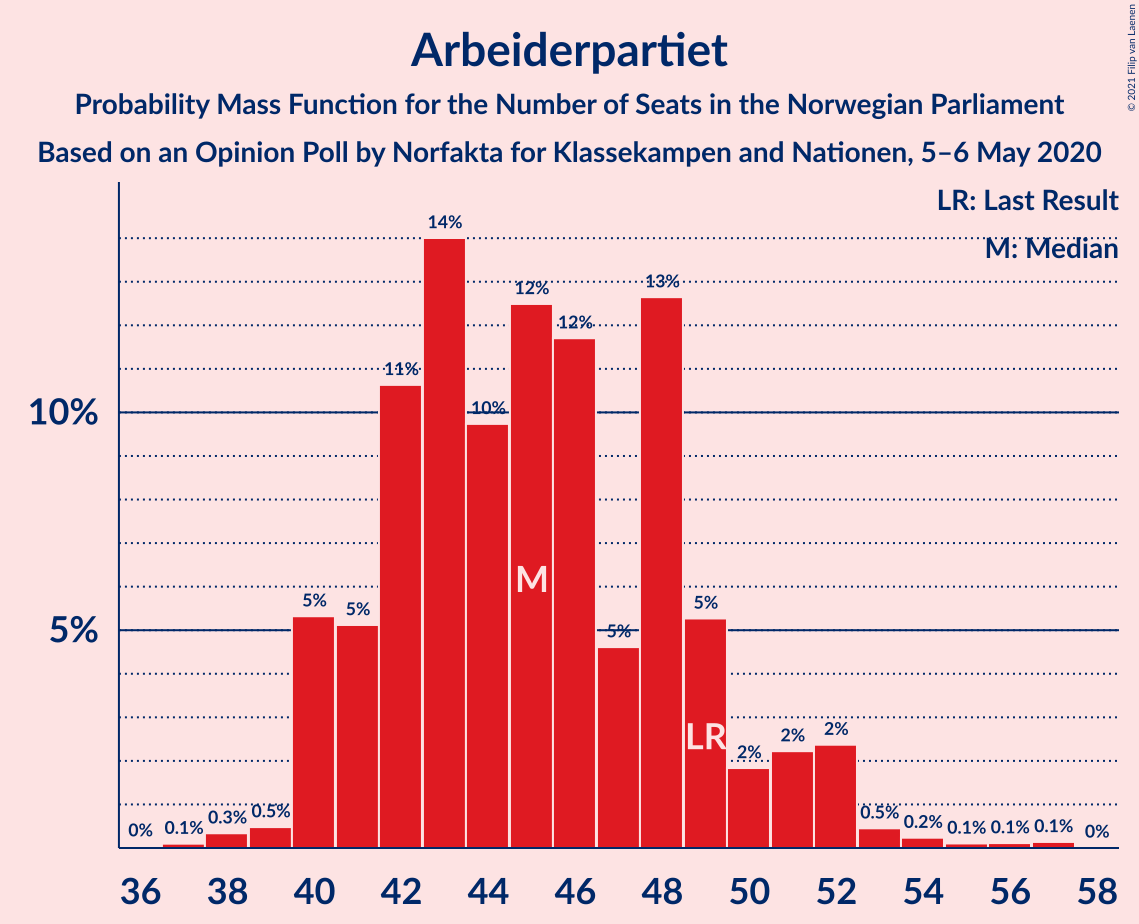 © 2021 Filip van Laenen
Arbeiderpartiet
Probability Mass Function for the Number of Seats in the Norwegian Parliament
Based on an Opinion Poll by Norfakta for Klassekampen and Nationen, 5–6 May 2020
LR: Last Result
M: Median
10%
5%
0%
0.1%
0.3%
0.5%
5%
5%
11%
14%
10%
12%
12%
5%
13%
5%
2%
2%
2%
0.5%
0.2%
0.1%
0.1%
0.1%
0%
M
LR
36 38 40 42 44 46 48 50 52 54 56 58